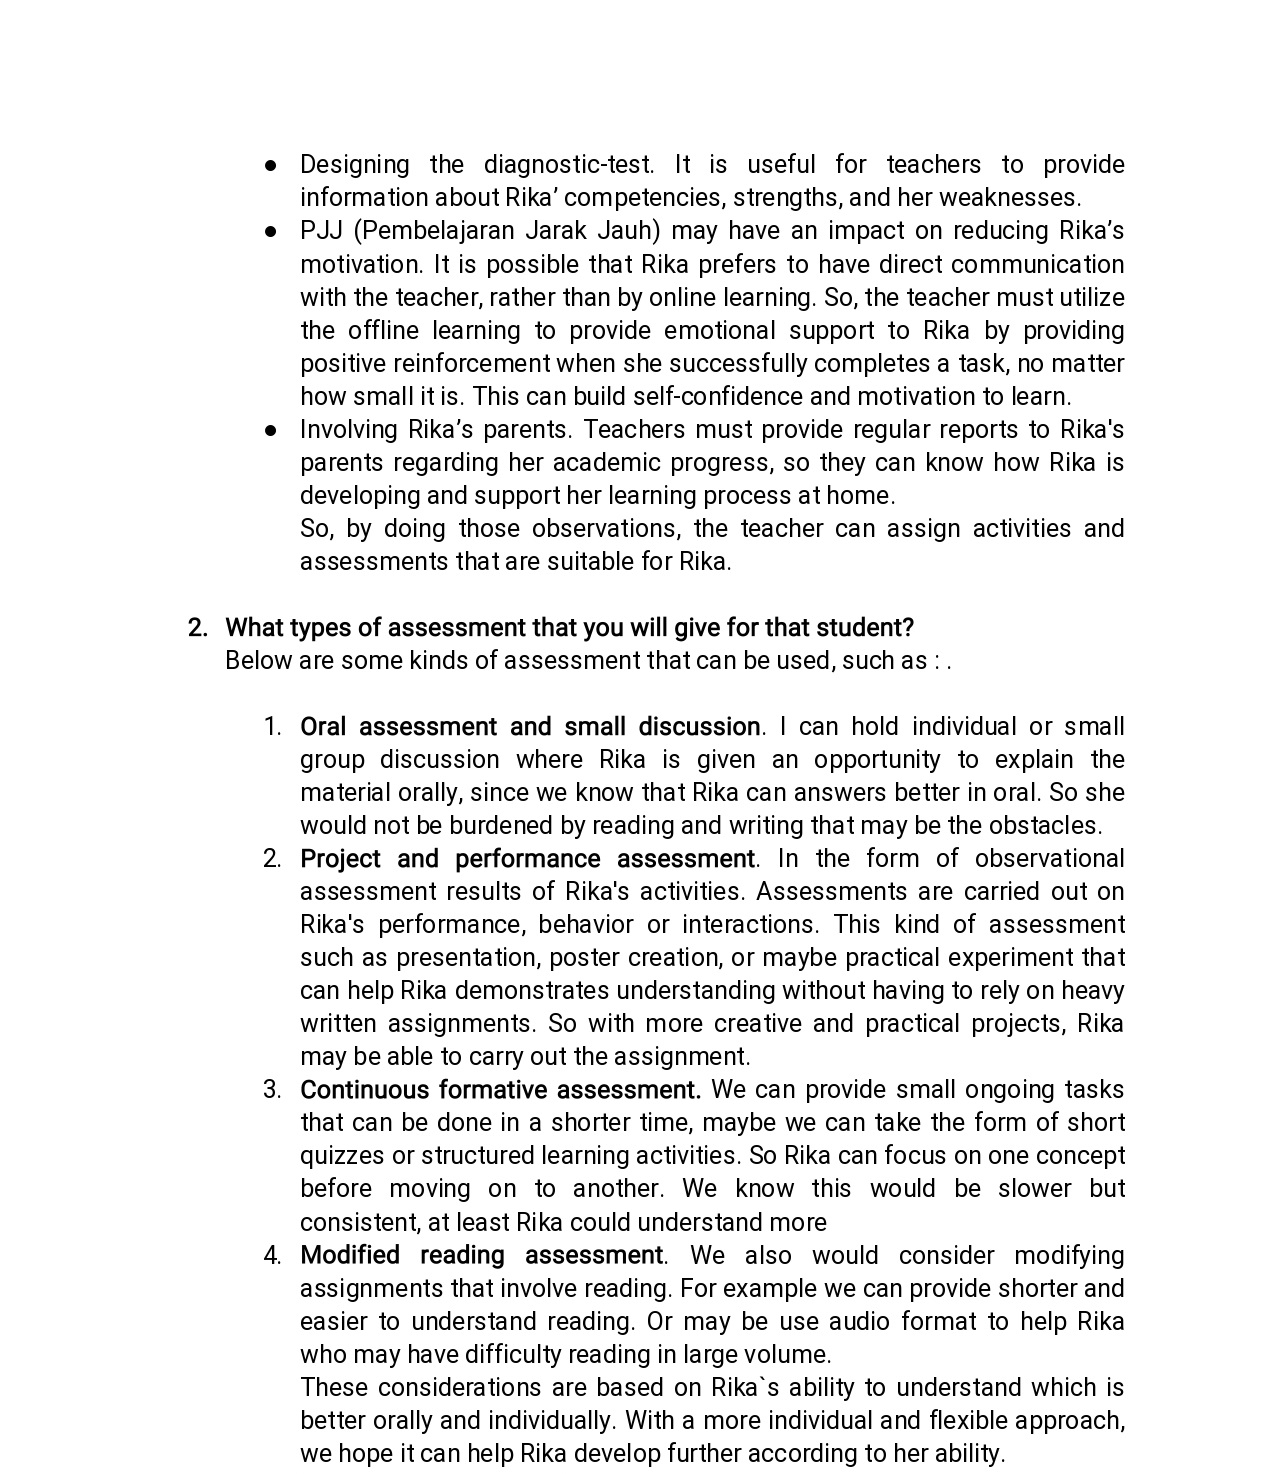 ● Designing the diagnostic-test. It is useful for teachers to provide
information about Rika’ competencies, strengths, and her weaknesses.
● PJJ (Pembelajaran Jarak Jauh) may have an impact on reducing Rika’s
motivation. It is possible that Rika prefers to have direct communication
with the teacher, rather than by online learning. So, the teacher must utilize
the offline learning to provide emotional support to Rika by providing
positive reinforcement when she successfully completes a task, no matter
how small it is. This can build self-confidence and motivation to learn.
● Involving Rika’s parents. Teachers must provide regular reports to Rika's
parents regarding her academic progress, so they can know how Rika is
developing and support her learning process at home.
So, by doing those observations, the teacher can assign activities and
assessments that are suitable for Rika.
2. What types of assessment that you will give for that student?
Below are some kinds of assessment that can be used, such as : .
1. Oral assessment and small discussion. I can hold individual or small
group discussion where Rika is given an opportunity to explain the
material orally, since we know that Rika can answers better in oral. So she
would not be burdened by reading and writing that may be the obstacles.
2. Project and performance assessment. In the form of observational
assessment results of Rika's activities. Assessments are carried out on
Rika's performance, behavior or interactions. This kind of assessment
such as presentation, poster creation, or maybe practical experiment that
can help Rika demonstrates understanding without having to rely on heavy
written assignments. So with more creative and practical projects, Rika
may be able to carry out the assignment.
3. Continuous formative assessment. We can provide small ongoing tasks
that can be done in a shorter time, maybe we can take the form of short
quizzes or structured learning activities. So Rika can focus on one concept
before moving on to another. We know this would be slower but
consistent, at least Rika could understand more
4. Modified reading assessment. We also would consider modifying
assignments that involve reading. For example we can provide shorter and
easier to understand reading. Or may be use audio format to help Rika
who may have difficulty reading in large volume.
These considerations are based on Rika`s ability to understand which is
better orally and individually. With a more individual and flexible approach,
we hope it can help Rika develop further according to her ability.